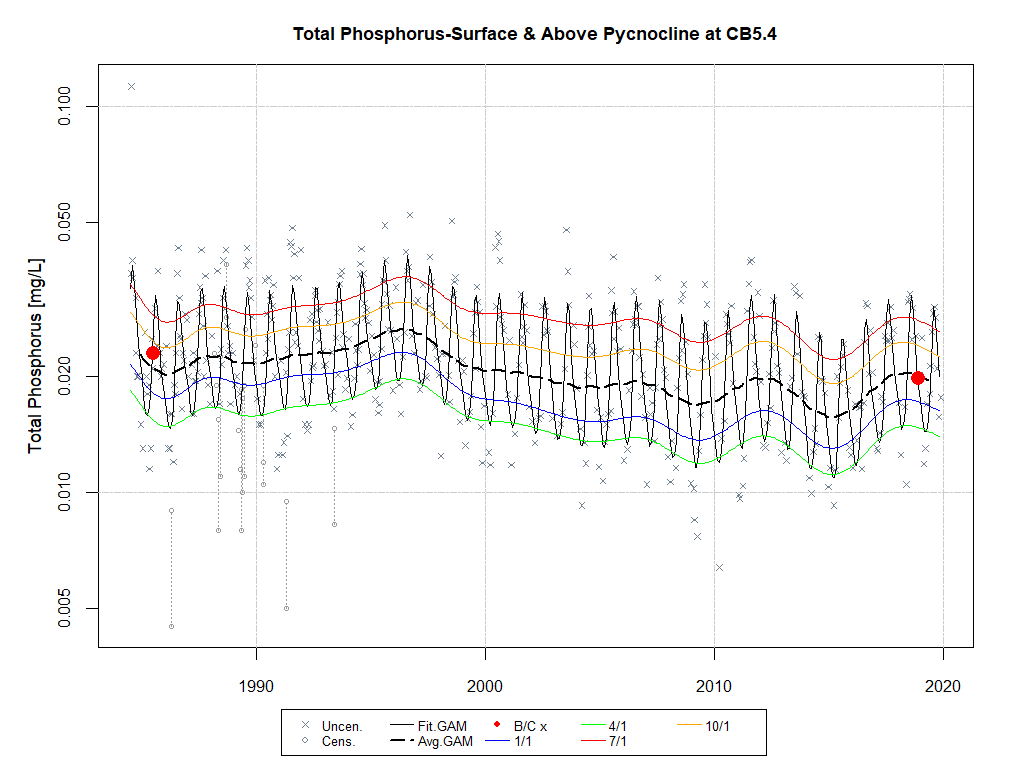 Total Phosphorus-Surface & Above Pycnocline at CB5.4
Total Phosphorus [mg/L]
0.100
0.050
0.020
0.010
0.005
1990 2000 2010 2020
Uncen. Fit.GAM B/C x 4/1 10/1
Cens. Avg.GAM 1/1 7/1